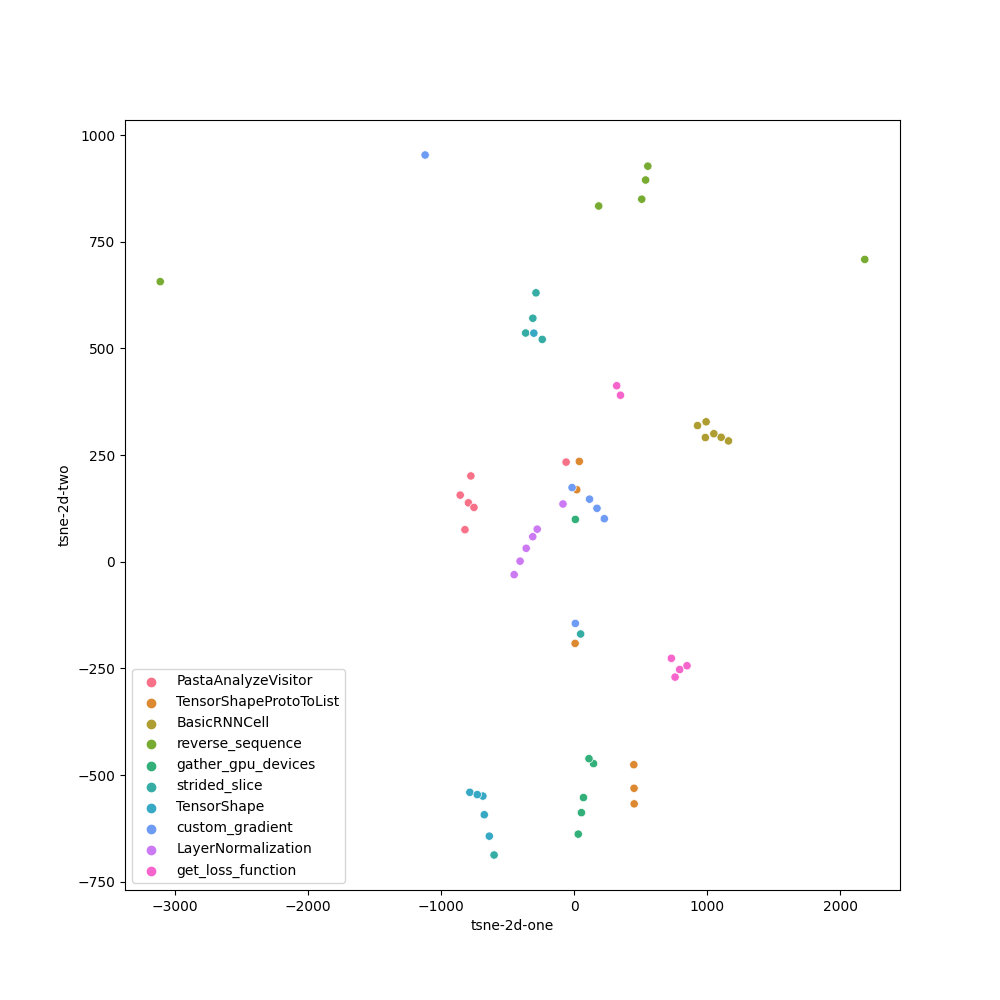 1000
750
500
250
0
−250
−500
−750
tsne-2d-two
PastaAnalyzeVisitor
TensorShapeProtoToList
BasicRNNCell
reverse_sequence
gather_gpu_devices
strided_slice
TensorShape
custom_gradient
LayerNormalization
get_loss_function
−3000 −2000 −1000 0 1000 2000
tsne-2d-one